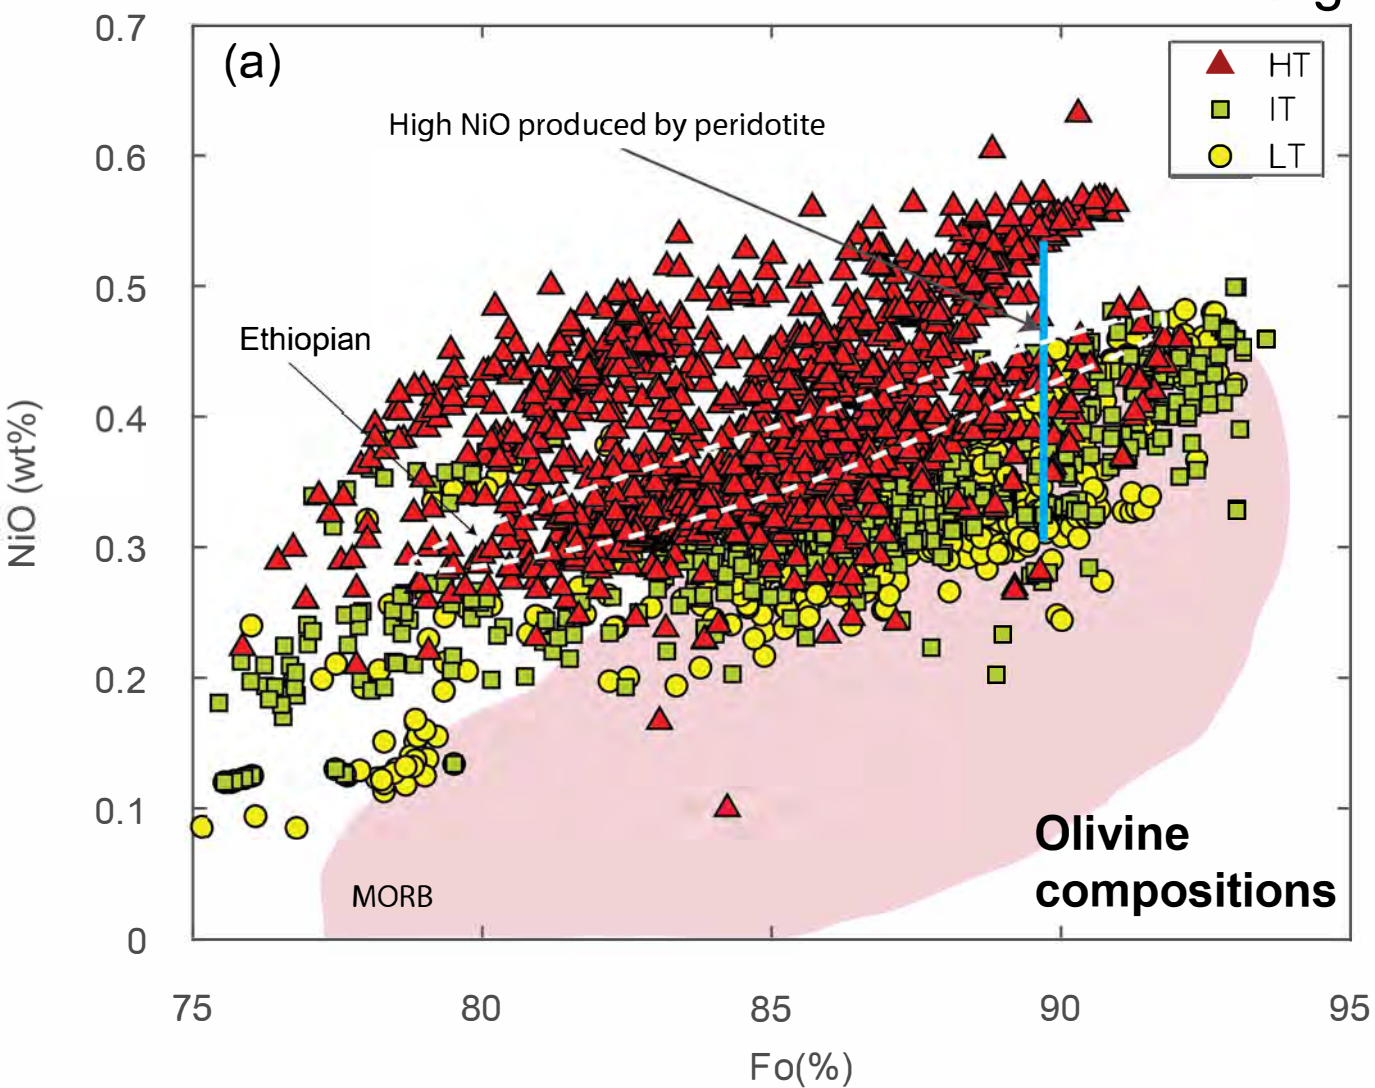 g
0.7
(a)
HT
IT
LT
High NiO produced by peridotite
0.6
0.5
Ethiopian
0.4
NiO (wt%)
0.3
0.2
0.1
Olivine
compositions
MORB
0
75
80
85
90
95
Fo(%)